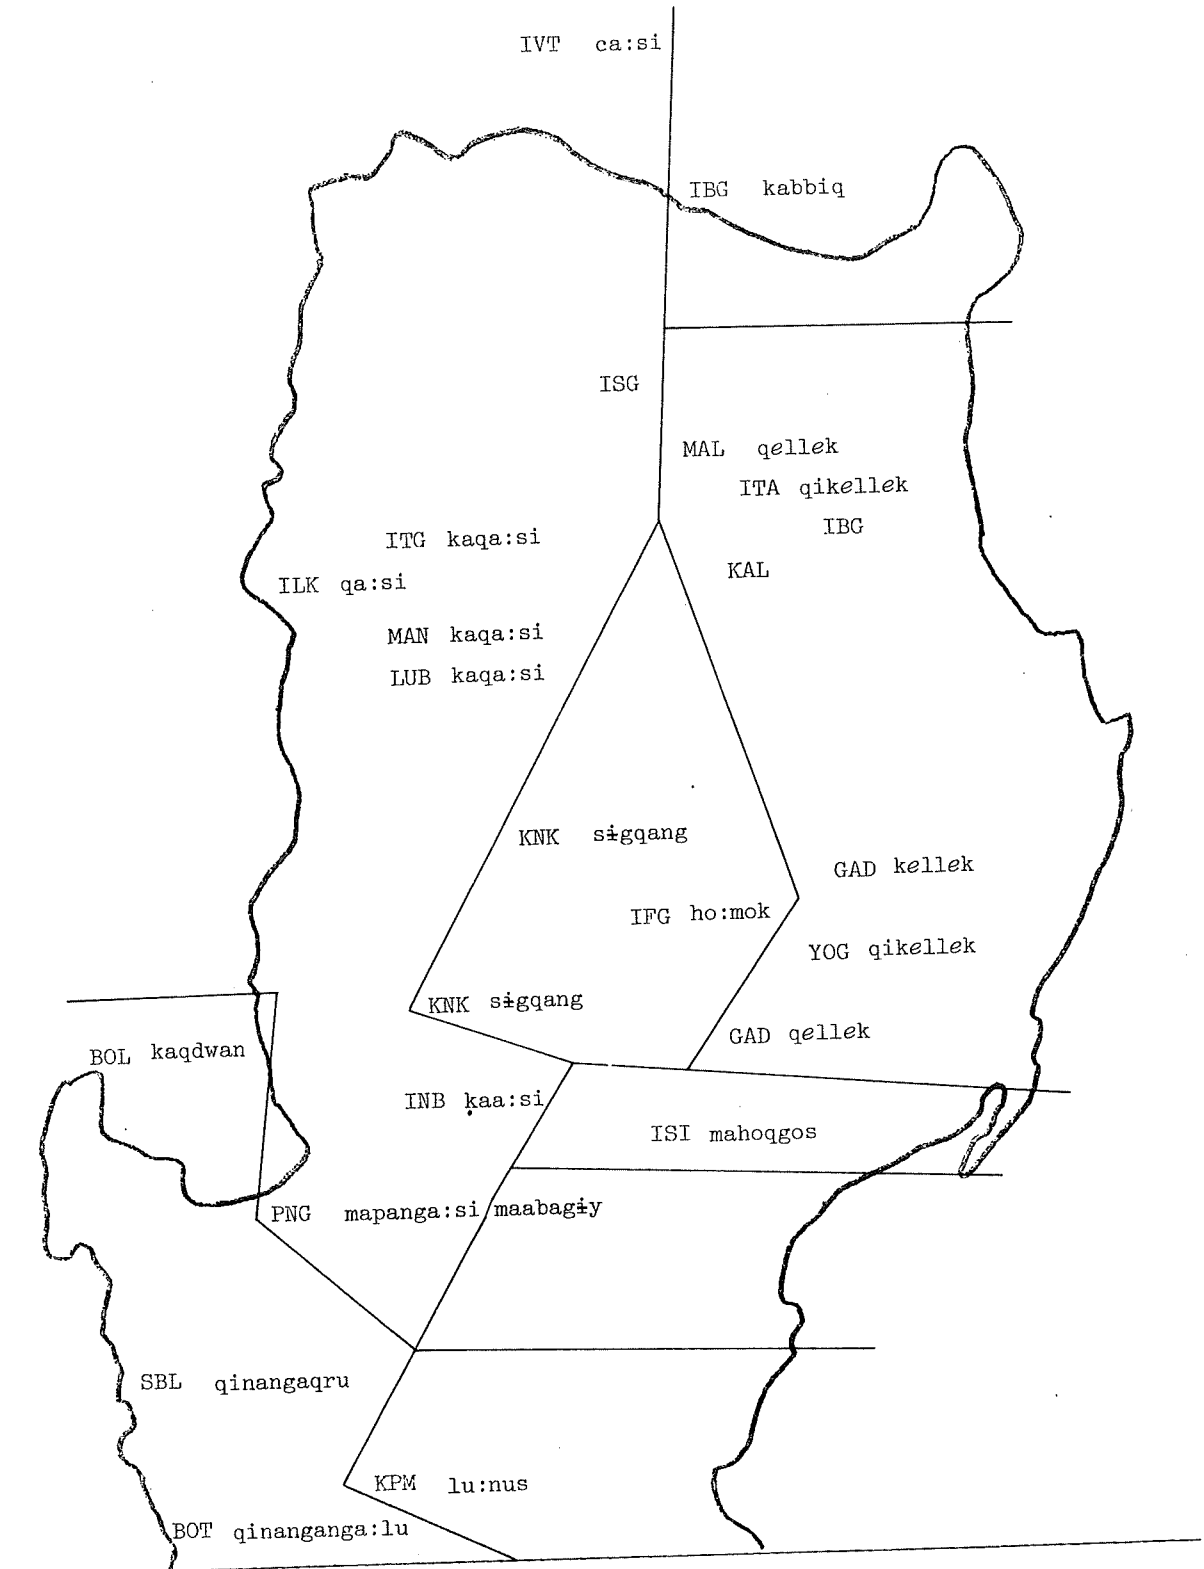 IVT ca:si
IBG kabbiq
ISG
MAL qellek
ITA qikellek
IBG
ITG kaqa:si
KAL
ILK qa:si
MAN kaqa:si
LUB kaqa:si
KNK sɨgqang
GAD kellek
IFG ho:mok
YOG qikellek
KNK sɨgqang
GAD qellek
BOL kaqdwan
INB ḳaa:si
ISI mahoqgos
PNG mapanga:si/maabagɨy
SBL qinangaqru
KPM lu:nus
BOT qinanganga:lu